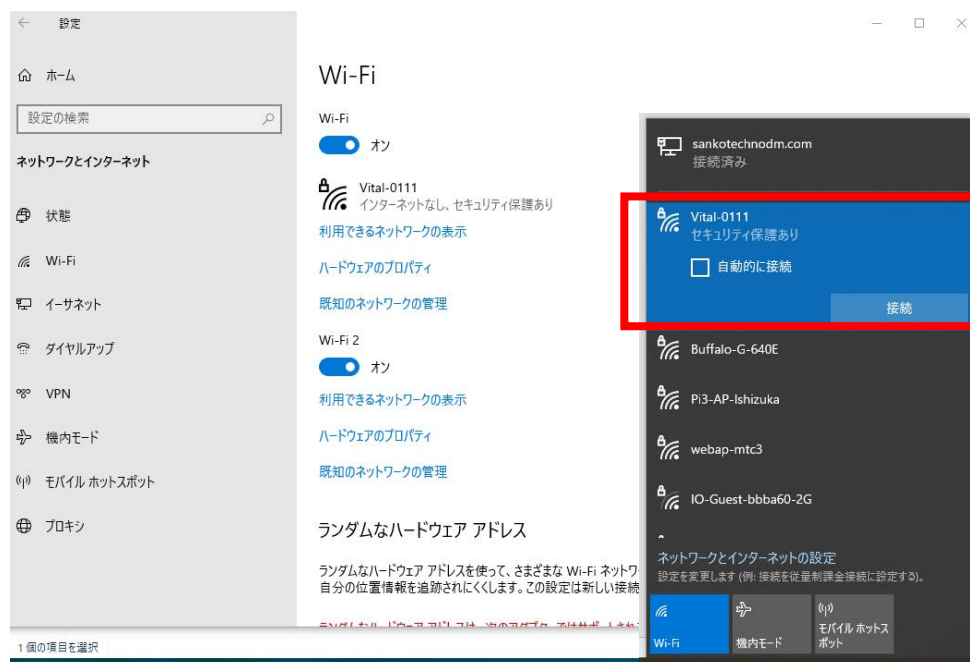 設定
ホーム
設定の検索
ネットワークとインターネット
状態
Wi-Fi
イーサネット
ダイヤルアップ
VPN
機内モード
モバイル ホットスポット
プロキシ
1 個の項目を選択
Wi-Fi
Wi-Fi
オン
Vital-0111
インターネットなし、セキュリティ保護あり
利用できるネットワークの表示
ハードウェアのプロパティ
既知のネットワークの管理
Wi-Fi 2
オン
利用できるネットワークの表示
ハードウェアのプロパティ
既知のネットワークの管理
ランダムなハードウェア アドレス
ランダムなハードウェア アドレスを使って、さまざまな Wi-Fi ネットワ
自分の位置情報を追跡されにくくします。この設定は新しい接続
sankotechnodm.com
接続済み
Vital-0111
セキュリティ保護あり
自動的に接続
接続
Buffalo-G-640E
Pi3-AP-Ishizuka
webap-mtc3
IO-Guest-bbba60-2G
ネットワークとインターネットの設定
設定を変更します (例: 接続を従量制課金接続に設定する)。
Wi-Fi
機内モード
モバイル ホットス
ポット